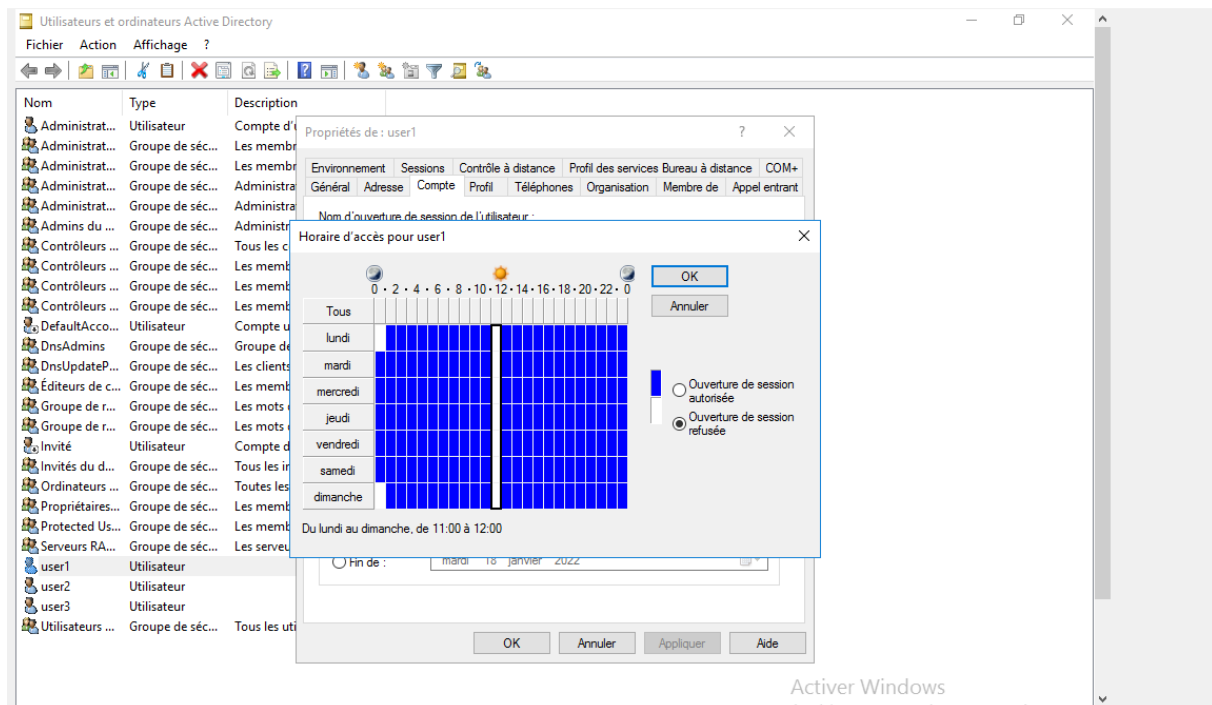 Utilisateurs et ordinateurs Active Directory
Fichier Action Affichage ?
Nom Type Description
Administrat... Utilisateur Compte d'u
Administrat... Groupe de séc... Les membr
Administrat... Groupe de séc... Les membr
Administrat... Groupe de séc... Administra
Administrat... Groupe de séc... Administra
Admins du ... Groupe de séc... Administr
Contrôleurs ... Groupe de séc... Tous les c
Contrôleurs ... Groupe de séc... Les memb
Contrôleurs ... Groupe de séc... Les memb
Contrôleurs ... Groupe de séc... Les memb
DefaultAcco... Utilisateur Compte u
DnsAdmins Groupe de séc... Groupe de
DnsUpdateP... Groupe de séc... Les clients
Éditeurs de c... Groupe de séc... Les memb
Groupe de r... Groupe de séc... Les mots
Groupe de r... Groupe de séc... Les mots
Invité Utilisateur Compte d
Invités du d... Groupe de séc... Tous les in
Ordinateurs ... Groupe de séc... Toutes les
Propriétaires... Groupe de séc... Les memb
Protected Us... Groupe de séc... Les memb
Serveurs RA... Groupe de séc... Les serveu
user1 Utilisateur
user2 Utilisateur
user3 Utilisateur
Utilisateurs ... Groupe de séc... Tous les uti
Propriétés de : user1 ?
Environnement Sessions Contrôle à distance Profil des services Bureau à distance COM+
Général Adresse Compte Profil Téléphones Organisation Membre de Appel entrant
Nom d'ouverture de session de l'utilisateur :
Horaire d'accès pour user1
0 · 2 · 4 · 6 · 8 · 10 · 12 · 14 · 16 · 18 · 20 · 22 · 0
Tous
lundi
mardi
mercredi
jeudi
vendredi
samedi
dimanche
OK
Annuler
Ouverture de session
autorisée
Ouverture de session
refusée
Du lundi au dimanche, de 11:00 à 12:00
Fin de : mardi 18 janvier 2022
OK Annuler Appliquer Aide
Activer Windows